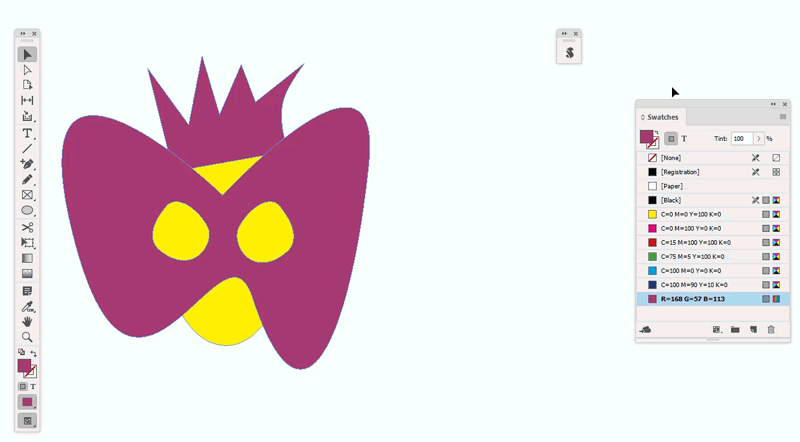 Swatches
T
Tint: 100 %
[None]
[Registration]
[Paper]
[Black]
C=0 M=0 Y=100 K=0
C=0 M=100 Y=0 K=0
C=15 M=100 Y=100 K=0
C=75 M=5 Y=100 K=0
C=100 M=0 Y=0 K=0
C=100 M=90 Y=10 K=0
R=168 G=57 B=113
T
T